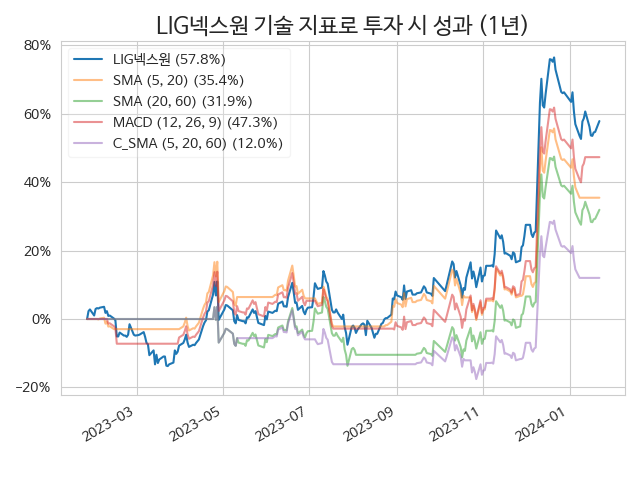 LIG넥스원 기술 지표로 투자 시 성과 (1년)
80%
60%
40%
20%
0%
−20%
LIG넥스원 (57.8%)
SMA (5, 20) (35.4%)
SMA (20, 60) (31.9%)
MACD (12, 26, 9) (47.3%)
C_SMA (5, 20, 60) (12.0%)
2023-03
2023-05
2023-07
2023-09
2023-11
2024-01